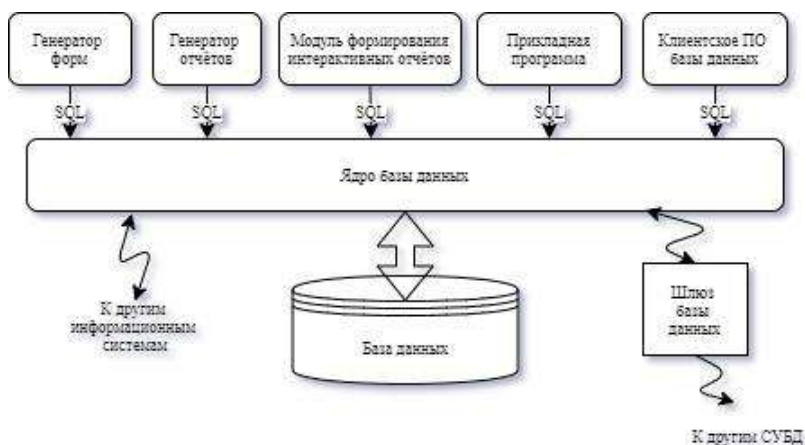 Генератор
форм
Генератор
отчётов
Модуль формирования
интерактивных отчётов
Прикладная
программа
Клиентское ПО
базы данных
SQL
SQL
SQL
SQL
SQL
Ядро базы данных
К другим
информационным
системам
База данных
Шлюз
базы
данных
К другим СУБД